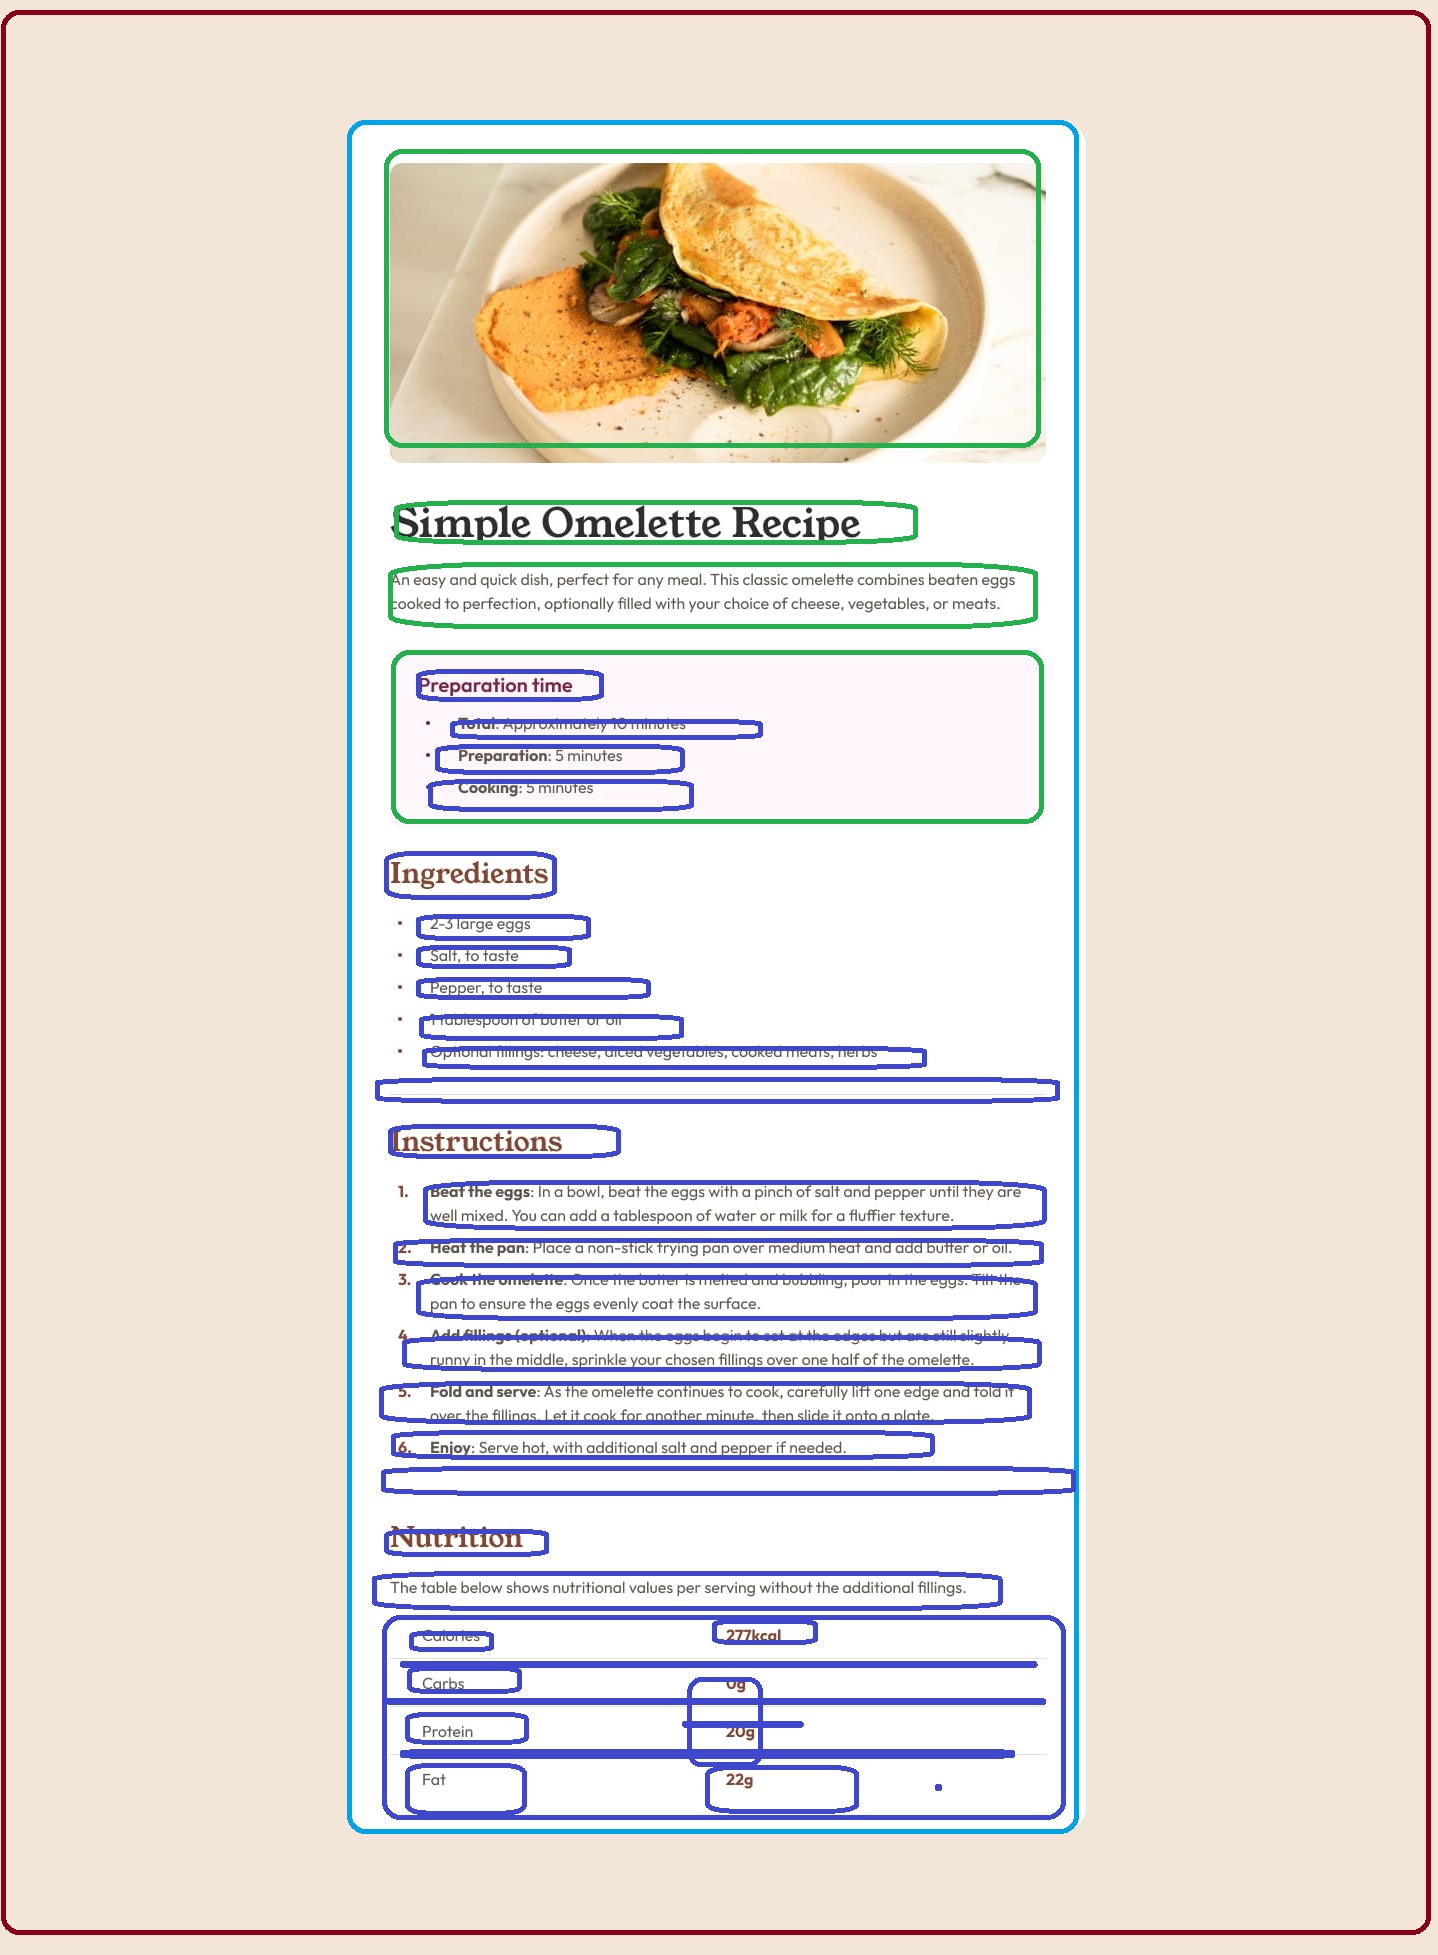 Simple Omelette Recipe
An easy and quick dish, perfect for any meal. This classic omelette combines beaten eggs
cooked to perfection, optionally filled with your choice of cheese, vegetables, or meats.
Preparation time
• Total: Approximately 10 minutes
• Preparation: 5 minutes
• Cooking: 5 minutes
Ingredients
▪ 2-3 large eggs
▪ Salt, to taste
▪ Pepper, to taste
▪ 1 tablespoon of butter or oil
▪ Optional fillings: cheese, diced vegetables, cooked meats, herbs
Instructions
1. Beat the eggs: In a bowl, beat the eggs with a pinch of salt and pepper until they are
well mixed. You can add a tablespoon of water or milk for a fluffier texture.
2. Heat the pan: Place a non-stick frying pan over medium heat and add butter or oil.
3. Cook the omelette: Once the butter is melted and bubbling, pour in the eggs. Tilt the
pan to ensure the eggs evenly coat the surface.
4. Add fillings (optional): When the eggs begin to set at the edges but are still slightly
runny in the middle, sprinkle your chosen fillings over one half of the omelette.
5. Fold and serve: As the omelette continues to cook, carefully lift one edge and fold it
over the fillings. Let it cook for another minute, then slide it onto a plate.
6. Enjoy: Serve hot, with additional salt and pepper if needed.
Nutrition
The table below shows nutritional values per serving without the additional fillings.
Calories 277kcal
Carbs 0g
Protein 20g
Fat 22g